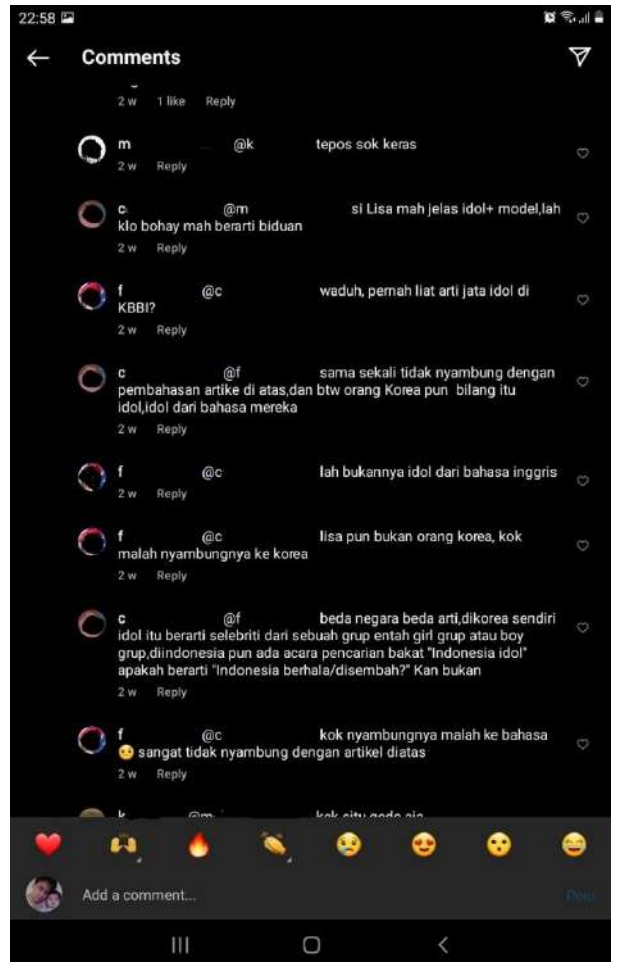 22:58
Comments
2 w 1 like Reply
m @k tepos sok keras
2 w Reply
c @m si Lisa mah jelas idol+ model,lah
klo bohay mah berarti biduan
2 w Reply
f @c waduh, pernah liat arti jata idol di
KBBI?
2 w Reply
c @f sama sekali tidak nyambung dengan
pembahasan artike di atas,dan btw orang Korea pun bilang itu
idol,idol dari bahasa mereka
2 w Reply
f @c lah bukannya idol dari bahasa inggris
2 w Reply
f @c lisa pun bukan orang korea, kok
malah nyambungnya ke korea
2 w Reply
c @f beda negara beda arti,dikorea sendiri
idol itu berarti selebriti dari sebuah grup entah girl grup atau boy
grup,diindonesia pun ada acara pencarian bakat "Indonesia idol"
apakah berarti "Indonesia berhala/disembah?" Kan bukan
2 w Reply
f @c kok nyambungnya malah ke bahasa
😢 sangat tidak nyambung dengan artikel diatas
2 w Reply
Add a comment...
Post